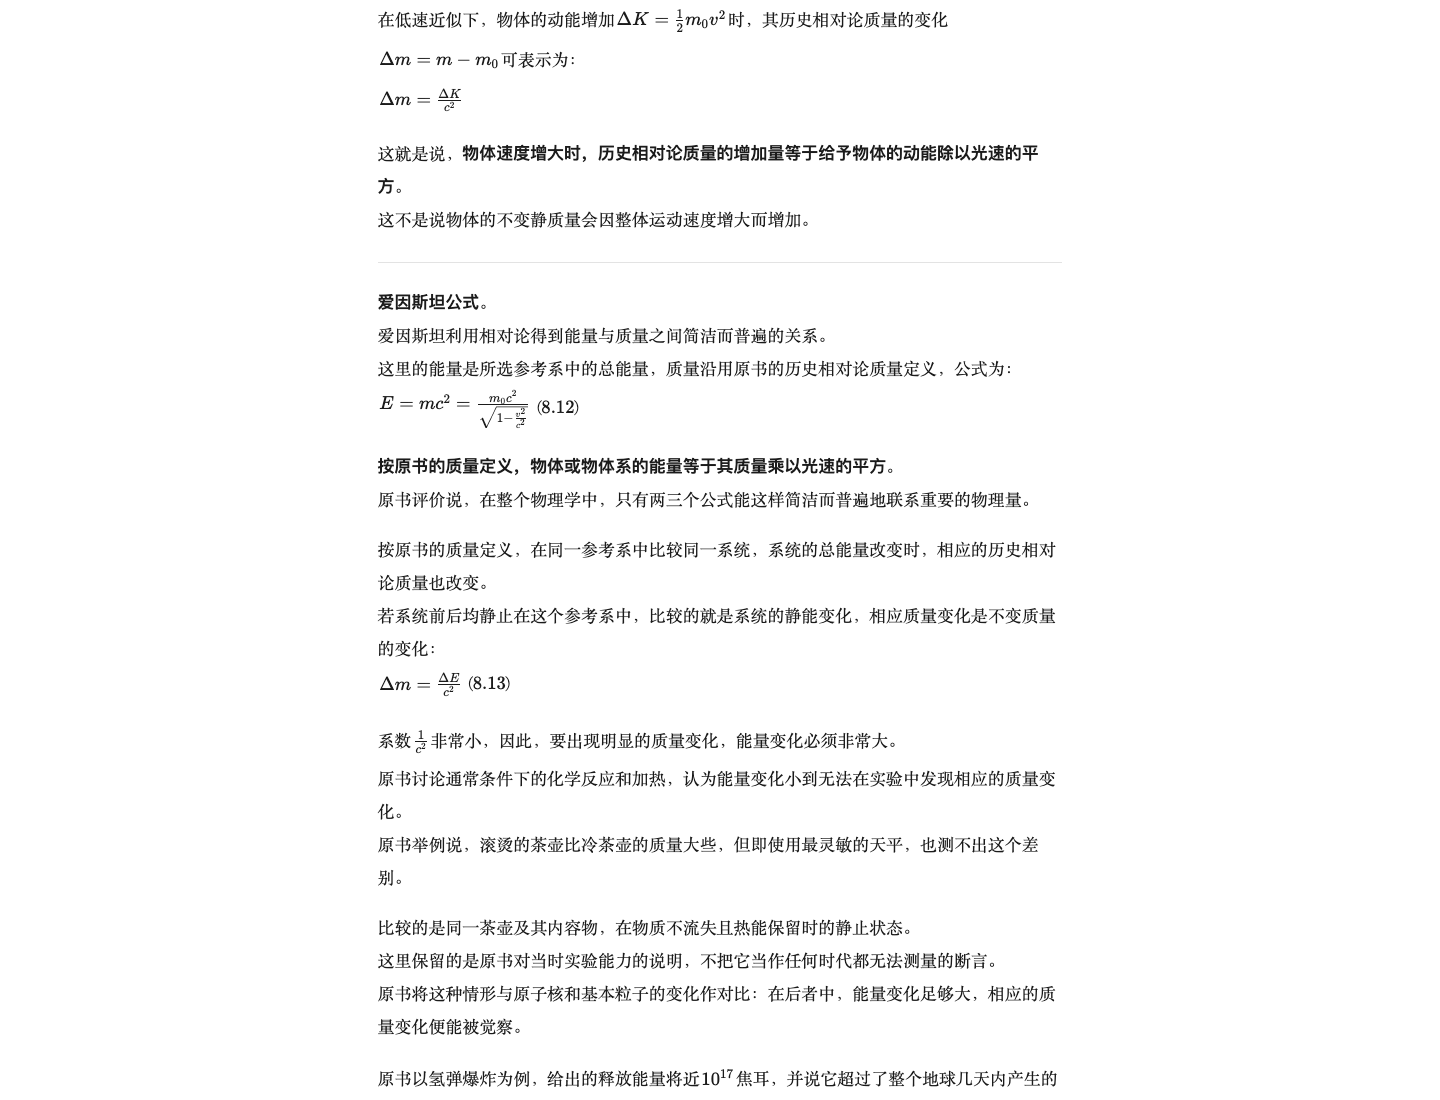 在低速近似下，物体的动能增加ΔK = \frac{1}{2}m₀v²时，其历史相对论质量的变化
Δm = m − m₀可表示为：
Δm = \frac{ΔK}{c²}
这就是说，物体速度增大时，历史相对论质量的增加量等于给予物体的动能除以光速的平
方。
这不是说物体的不变静质量会因整体运动速度增大而增加。
爱因斯坦公式。
爱因斯坦利用相对论得到能量与质量之间简洁而普遍的关系。
这里的能量是所选参考系中的总能量，质量沿用原书的历史相对论质量定义，公式为：
E = mc² = \frac{m₀c²}{\sqrt{1-\frac{v²}{c²}}} (8.12)
按原书的质量定义，物体或物体系的能量等于其质量乘以光速的平方。
原书评价说，在整个物理学中，只有两三个公式能这样简洁而普遍地联系重要的物理量。
按原书的质量定义，在同一参考系中比较同一系统，系统的总能量改变时，相应的历史相对
论质量也改变。
若系统前后均静止在这个参考系中，比较的就是系统的静能变化，相应质量变化是不变质量
的变化：
Δm = \frac{ΔE}{c²} (8.13)
系数\frac{1}{c²}非常小，因此，要出现明显的质量变化，能量变化必须非常大。
原书讨论通常条件下的化学反应和加热，认为能量变化小到无法在实验中发现相应的质量变
化。
原书举例说，滚烫的茶壶比冷茶壶的质量大些，但即使用最灵敏的天平，也测不出这个差
别。
比较的是同一茶壶及其内容物，在物质不流失且热能保留时的静止状态。
这里保留的是原书对当时实验能力的说明，不把它当作任何时代都无法测量的断言。
原书将这种情形与原子核和基本粒子的变化作对比：在后者中，能量变化足够大，相应的质
量变化便能被觉察。
原书以氢弹爆炸为例，给出的释放能量将近10¹⁷焦耳，并说它超过了整个地球几天内产生的